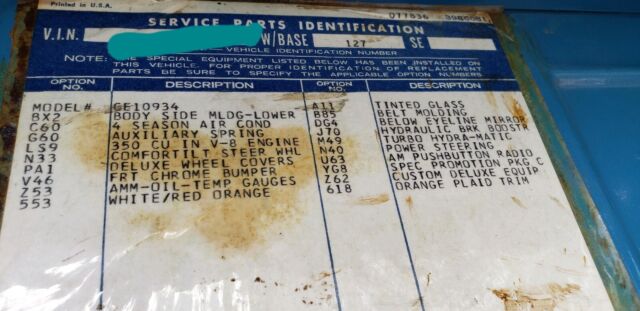 Printed in U.S.A. 077836 3985081
SERVICE PARTS IDENTIFICATION
V.I.N. W/BASE 127 SE
VEHICLE IDENTIFICATION NUMBER
NOTE: THE SPECIAL EQUIPMENT LISTED BELOW HAS BEEN INSTALLED ON
THIS VEHICLE. FOR PROPER IDENTIFICATION OF REPLACEMENT
PARTS BE SURE TO SPECIFY THE APPLICABLE OPTION NUMBERS.
OPTION NO. DESCRIPTION OPTION NO. DESCRIPTION
MODEL# CE10934 A11 TINTED GLASS
BX2 BODY SIDE MLDG-LOWER B85 BELT MOLDING
C60 4 SEASON AIR COND DG4 BELOW EYELINE MIRROR
G60 AUXILIARY SPRING J70 HYDRAULIC BRK BOOSTR
LS9 350 CU IN V-8 ENGINE M49 TURBO HYDRA-MATIC
N33 COMFORTILT STEER WHL N40 POWER STEERING
PA1 DELUXE WHEEL COVERS U63 AM PUSHBUTTON RADIO
V46 FRT CHROME BUMPER YG8 SPEC PROMOTION PKG C
Z53 AMM-OIL-TEMP GAUGES Z62 CUSTOM DELUXE EQUIP
553 WHITE/RED ORANGE 618 ORANGE PLAID TRIM